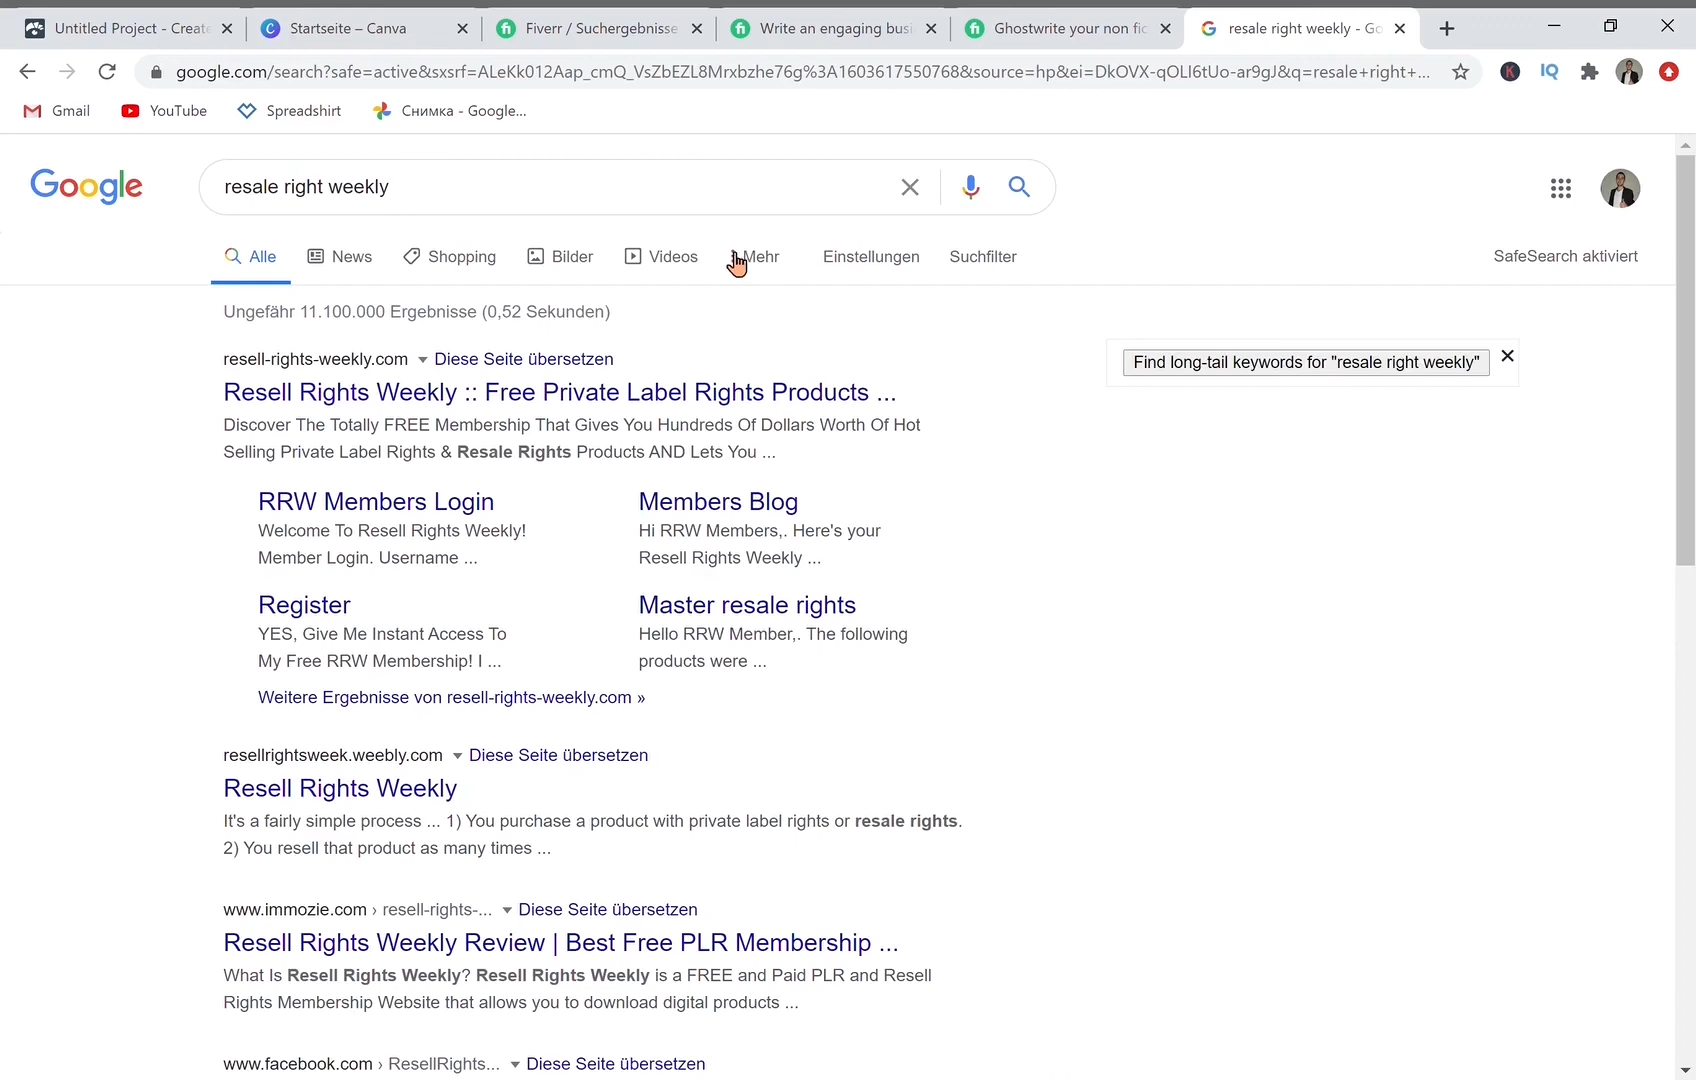 Untitled Project - Create
Startseite – Canva
Fiverr / Suchergebnisse
Write an engaging busi
Ghostwrite your non fic
resale right weekly - Go
google.com/search?safe=active&sxsrf=ALeKk012Aap_cmQ_VsZbEZL8Mrxbzhe76g%3A1603617550768&source=hp&ei=DkOVX-qOLI6tUo-ar9gJ&q=resale+right+...
K
IQ
Gmail
YouTube
Spreadshirt
Снимка - Google...
Google
resale right weekly
Alle
News
Shopping
Bilder
Videos
Mehr
Einstellungen
Suchfilter
SafeSearch aktiviert
Ungefähr 11.100.000 Ergebnisse (0,52 Sekunden)
resell-rights-weekly.com Diese Seite übersetzen
Resell Rights Weekly :: Free Private Label Rights Products ...
Discover The Totally FREE Membership That Gives You Hundreds Of Dollars Worth Of Hot
Selling Private Label Rights & Resale Rights Products AND Lets You ...
Find long-tail keywords for "resale right weekly"
RRW Members Login
Welcome To Resell Rights Weekly!
Member Login. Username ...
Members Blog
Hi RRW Members,. Here's your
Resell Rights Weekly ...
Register
YES, Give Me Instant Access To
My Free RRW Membership! I ...
Master resale rights
Hello RRW Member,. The following
products were ...
Weitere Ergebnisse von resell-rights-weekly.com »
resellrightsweek.weebly.com Diese Seite übersetzen
Resell Rights Weekly
It's a fairly simple process ... 1) You purchase a product with private label rights or resale rights.
2) You resell that product as many times ...
www.immozie.com › resell-rights-... Diese Seite übersetzen
Resell Rights Weekly Review | Best Free PLR Membership ...
What Is Resell Rights Weekly? Resell Rights Weekly is a FREE and Paid PLR and Resell
Rights Membership Website that allows you to download digital products ...
www.facebook.com › ResellRights... Diese Seite übersetzen